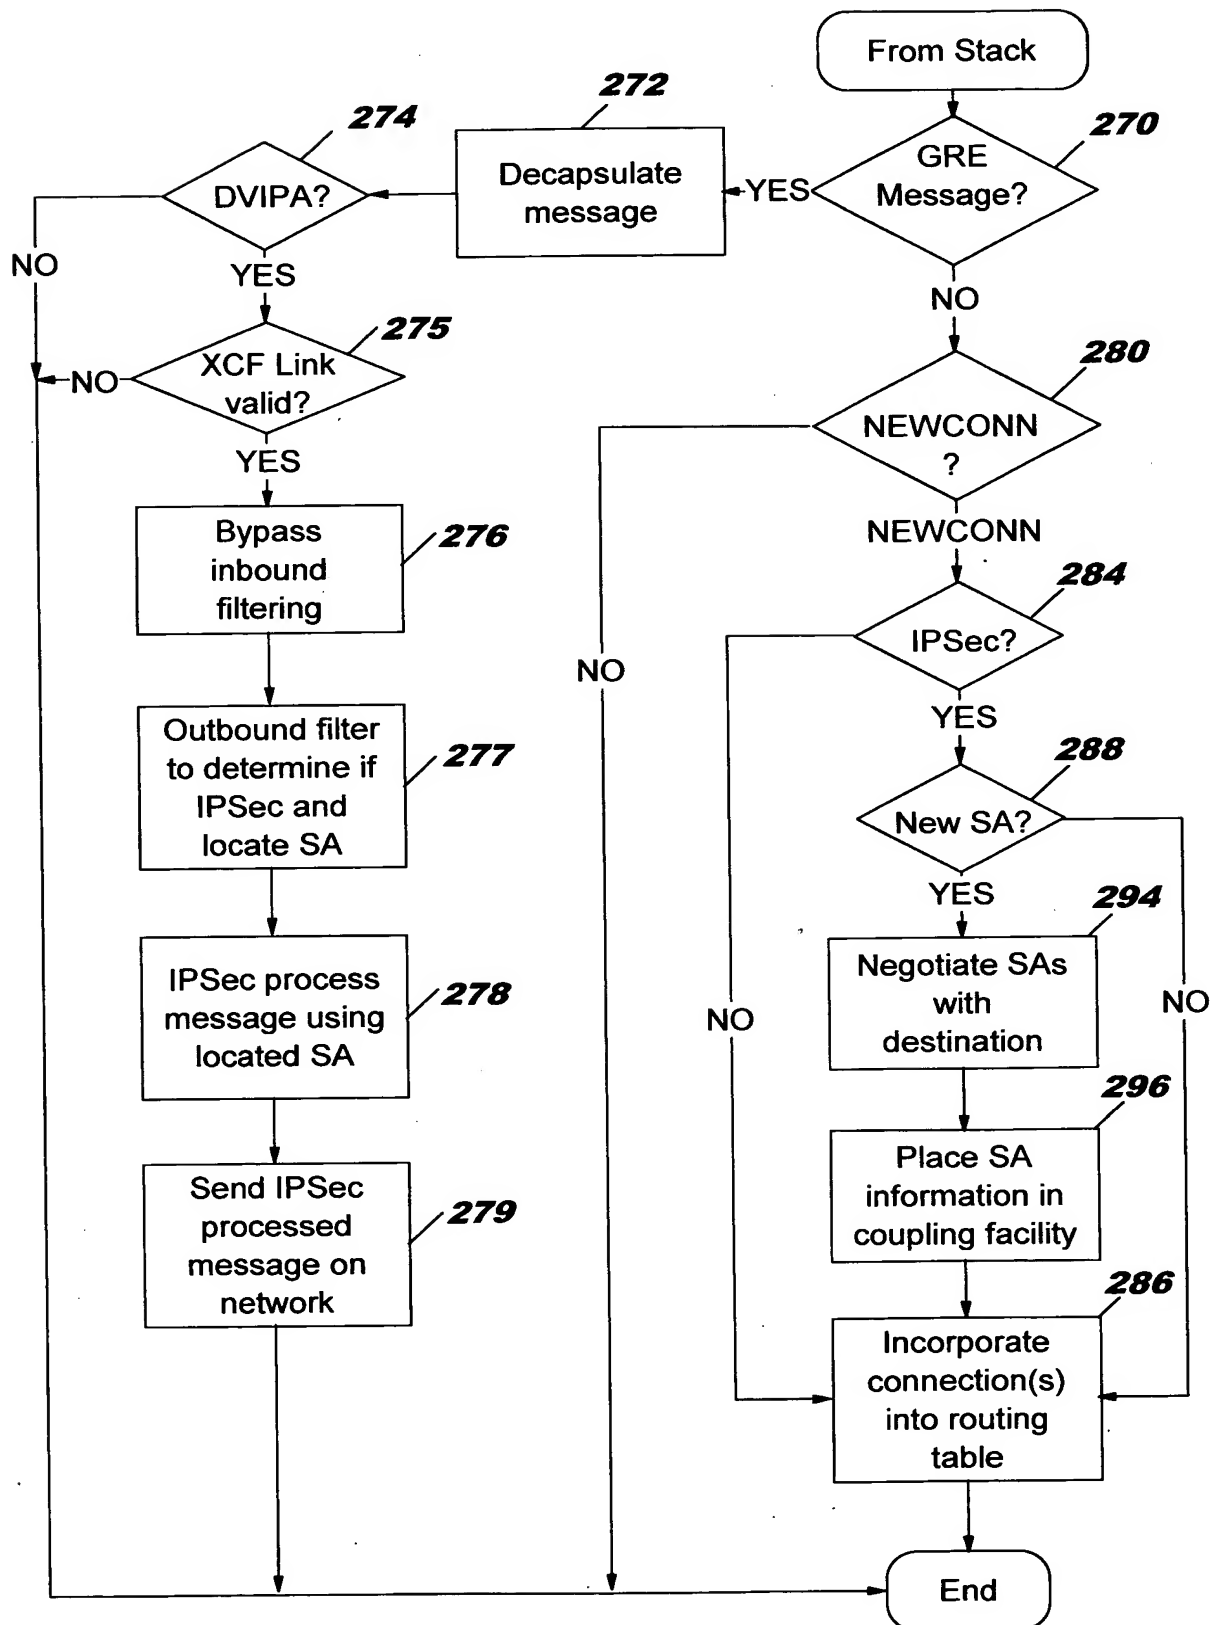 From Stack
270
GRE
Message?
YES
272
Decapsulate
message
274
DVIPA?
NO
YES
275
XCF Link
valid?
NO
YES
276
Bypass
inbound
filtering
277
Outbound filter
to determine if
IPSec and
locate SA
278
IPSec process
message using
located SA
279
Send IPSec
processed
message on
network
NO
280
NEWCONN
?
NO
NEWCONN
284
IPSec?
NO
YES
288
New SA?
NO
YES
294
Negotiate SAs
with
destination
296
Place SA
information in
coupling facility
286
Incorporate
connection(s)
into routing
table
End